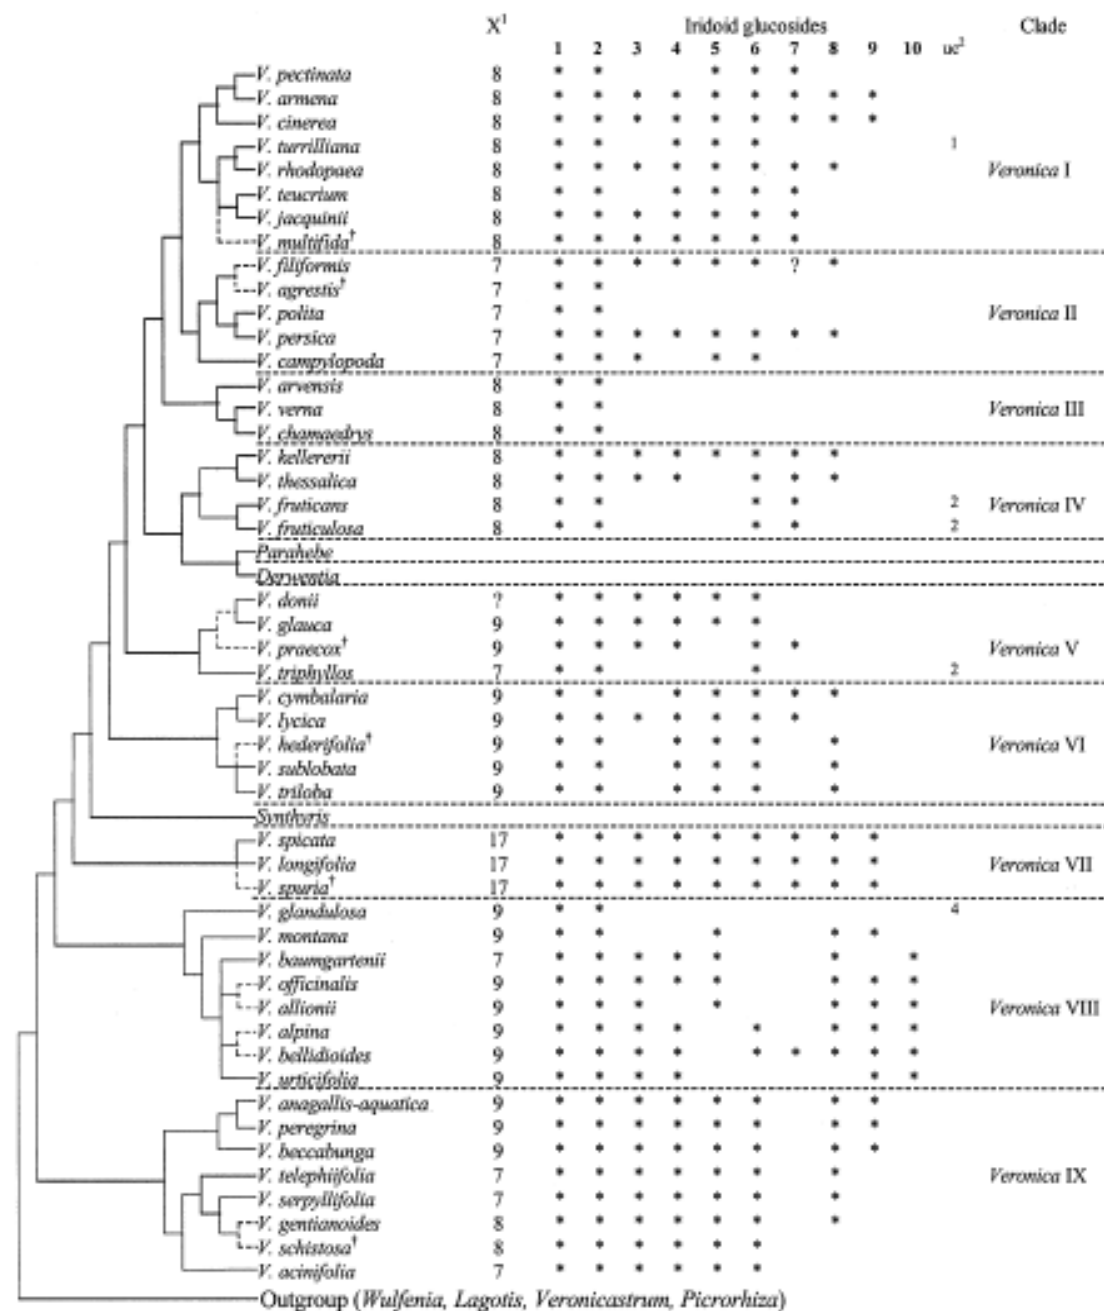 X¹ Iridoid glucosides Clade
1 2 3 4 5 6 7 8 9 10 uc²
V. pectinata 8 * * * * *
V. armena 8 * * * * * * * * *
V. cinerea 8 * * * * * * * * *
V. turrilliana 8 * * * * * 1
V. rhodopaea 8 * * * * * * * * Veronica I
V. teucrium 8 * * * * * *
V. jacquinii 8 * * * * * * *
V. multifida† 8 * * * * * * *
V. filiformis 7 * * * * * * ? *
V. agrestis† 7 * *
V. polita 7 * * Veronica II
V. persica 7 * * * * * * * *
V. campylopoda 7 * * * * *
V. arvensis 8 * *
V. verna 8 * * Veronica III
V. chamaedrys 8 * *
V. kellererii 8 * * * * * * * *
V. thessalica 8 * * * * * * *
V. fruticans 8 * * * * 2 Veronica IV
V. fruticulosa 8 * * * * 2
Parahebe
Derwentia
V. donii ? * * * * * *
V. glauca 9 * * * * * *
V. praecox† 9 * * * * * * Veronica V
V. triphyllos 7 * * * 2
V. cymbalaria 9 * * * * * * *
V. lycica 9 * * * * * * *
V. hederifolia† 9 * * * * * * Veronica VI
V. sublobata 9 * * * * * *
V. triloba 9 * * * * * *
Synthyris
V. spicata 17 * * * * * * * * *
V. longifolia 17 * * * * * * * * * Veronica VII
V. spuria† 17 * * * * * * * * *
V. glandulosa 9 * * 4
V. montana 9 * * * * *
V. baumgartenii 7 * * * * * * *
V. officinalis 9 * * * * * * * *
V. allionii 9 * * * * * * * Veronica VIII
V. alpina 9 * * * * * * * *
V. bellidioides 9 * * * * * * * * *
V. urticifolia 9 * * * * * *
V. anagallis-aquatica 9 * * * * * * * *
V. peregrina 9 * * * * * * * *
V. beccabunga 9 * * * * * * * *
V. telephiifolia 7 * * * * * * * Veronica IX
V. serpyllifolia 7 * * * * * * *
V. gentianoides 8 * * * * * * *
V. schistosa† 8 * * * * * *
V. acinifolia 7 * * * * * *
Outgroup (Wulfenia, Lagotis, Veronicastrum, Picrorhiza)